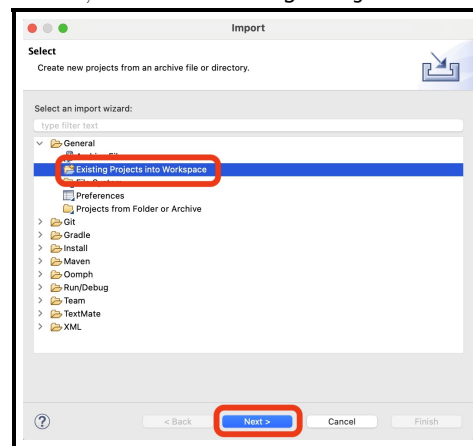 Import
Select
Create new projects from an archive file or directory.
Select an import wizard:
type filter text
General
Existing Projects into Workspace
Preferences
Projects from Folder or Archive
Git
Gradle
Install
Maven
Oomph
Run/Debug
Team
TextMate
XML
?
< Back
Next >
Cancel
Finish